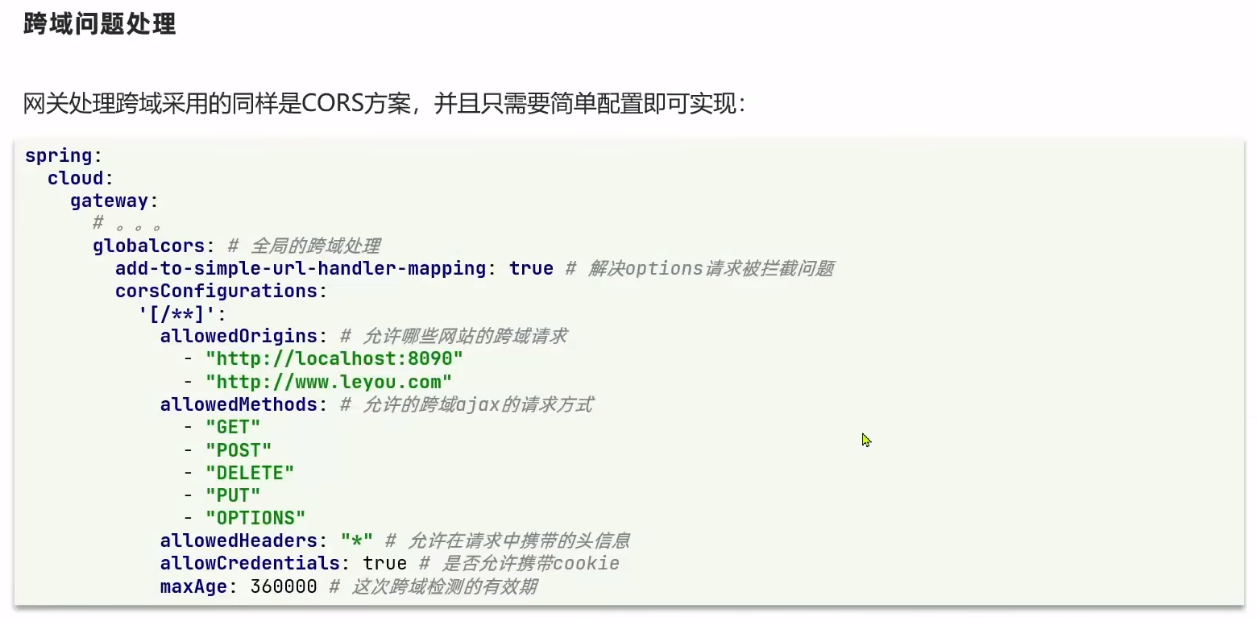 跨域问题处理
网关处理跨域采用的同样是CORS方案，并且只需要简单配置即可实现：
spring:
  cloud:
    gateway:
      # 。。。
      globalcors: # 全局的跨域处理
        add-to-simple-url-handler-mapping: true # 解决options请求被拦截问题
        corsConfigurations:
          '[/**]':
            allowedOrigins: # 允许哪些网站的跨域请求
              - "http://localhost:8090"
              - "http://www.leyou.com"
            allowedMethods: # 允许的跨域ajax的请求方式
              - "GET"
              - "POST"
              - "DELETE"
              - "PUT"
              - "OPTIONS"
            allowedHeaders: "*" # 允许在请求中携带的头信息
            allowCredentials: true # 是否允许携带cookie
            maxAge: 360000 # 这次跨域检测的有效期